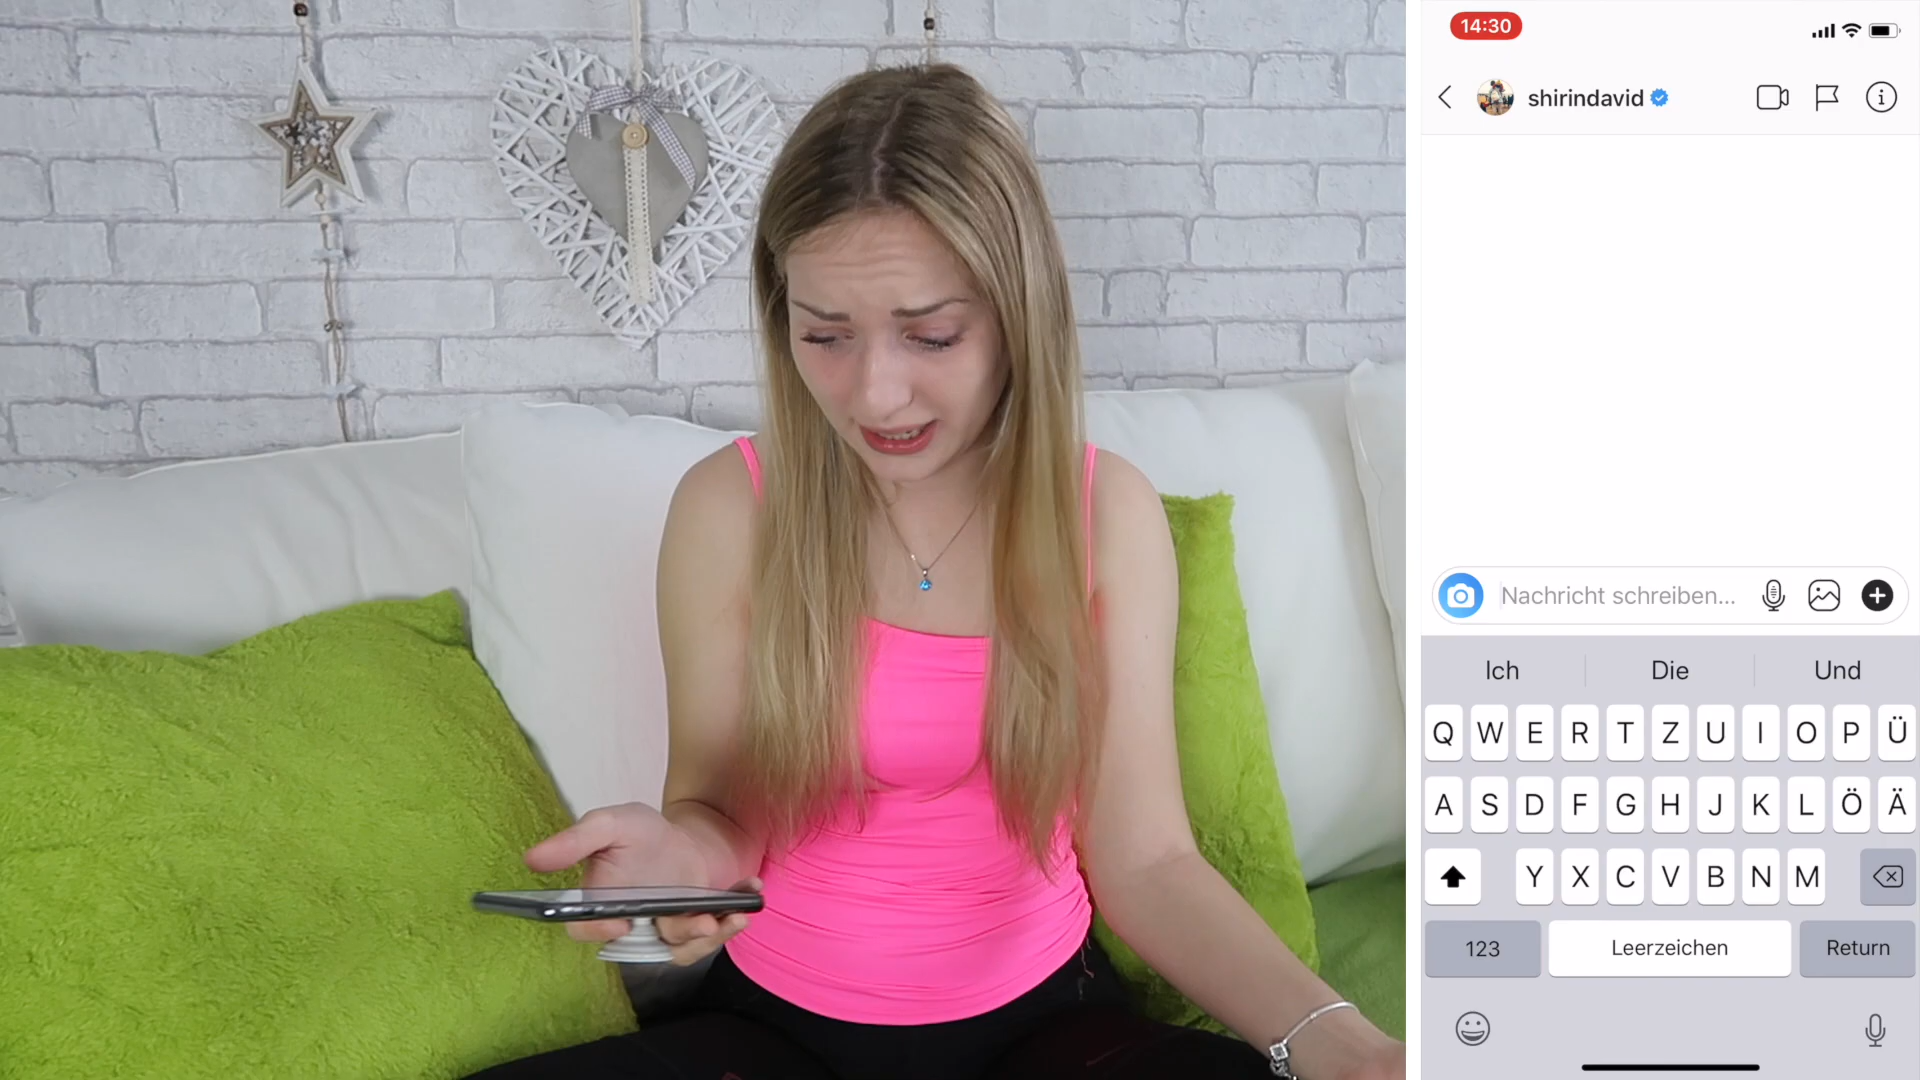 14:30
shirindavid
Nachricht schreiben...
Ich Die Und
Q W E R T Z U I O P Ü
A S D F G H J K L Ö Ä
Y X C V B N M
123 Leerzeichen Return